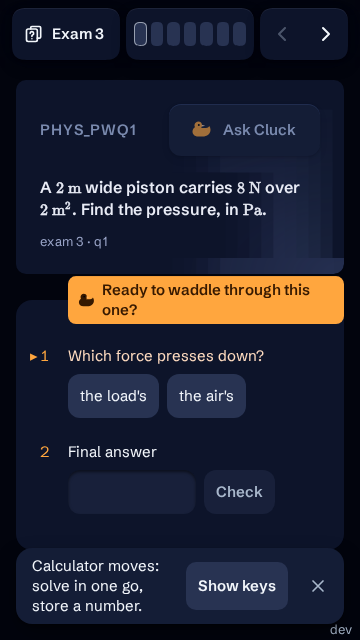 Exam 3
PHYS_PWQ1
Ask Cluck
A 2 m wide piston carries 8 N over
2 m². Find the pressure, in Pa.
exam 3 · q1
Ready to waddle through this
one?
▸ 1 Which force presses down?
the load's the air's
2 Final answer
Check
Calculator moves:
solve in one go,
store a number.
Show keys
dev